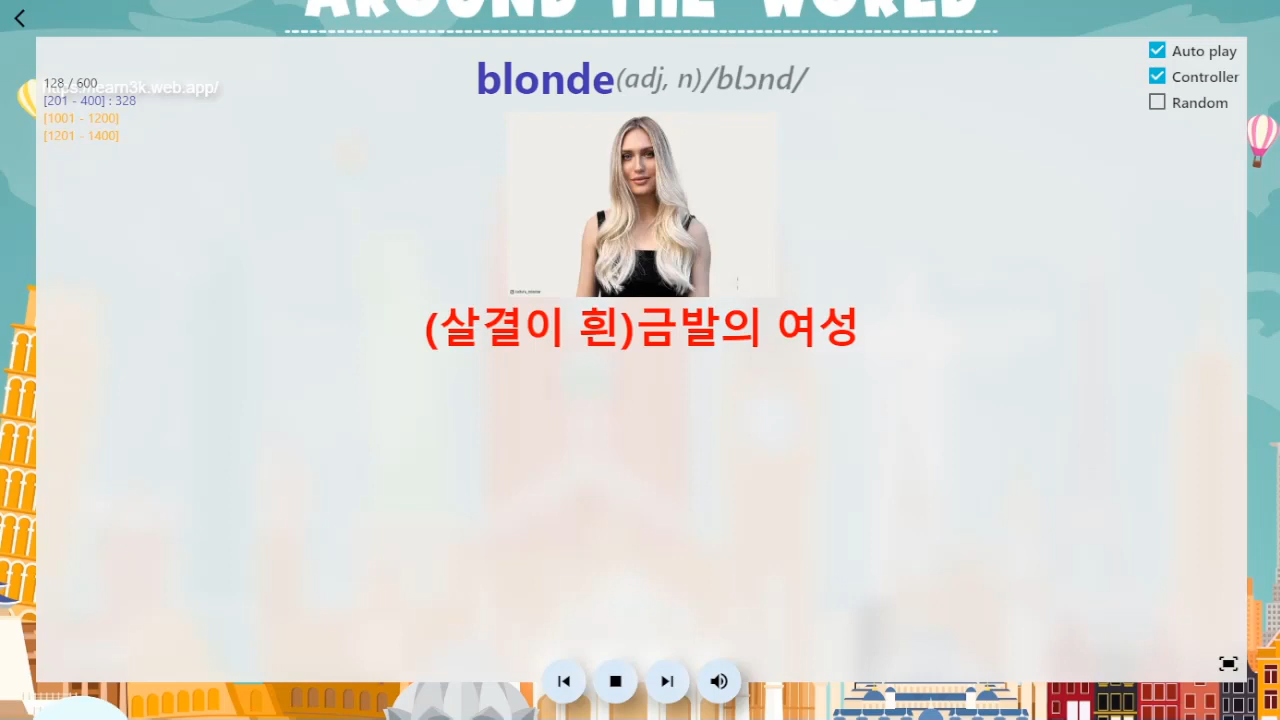 AROUND THE WORLD
128 / 600
https://learn3k.web.app/
[201 - 400] : 328
[1001 - 1200]
[1201 - 1400]
blonde(adj, n)/blɔnd/
Auto play
Controller
Random
(살결이 흰)금발의 여성